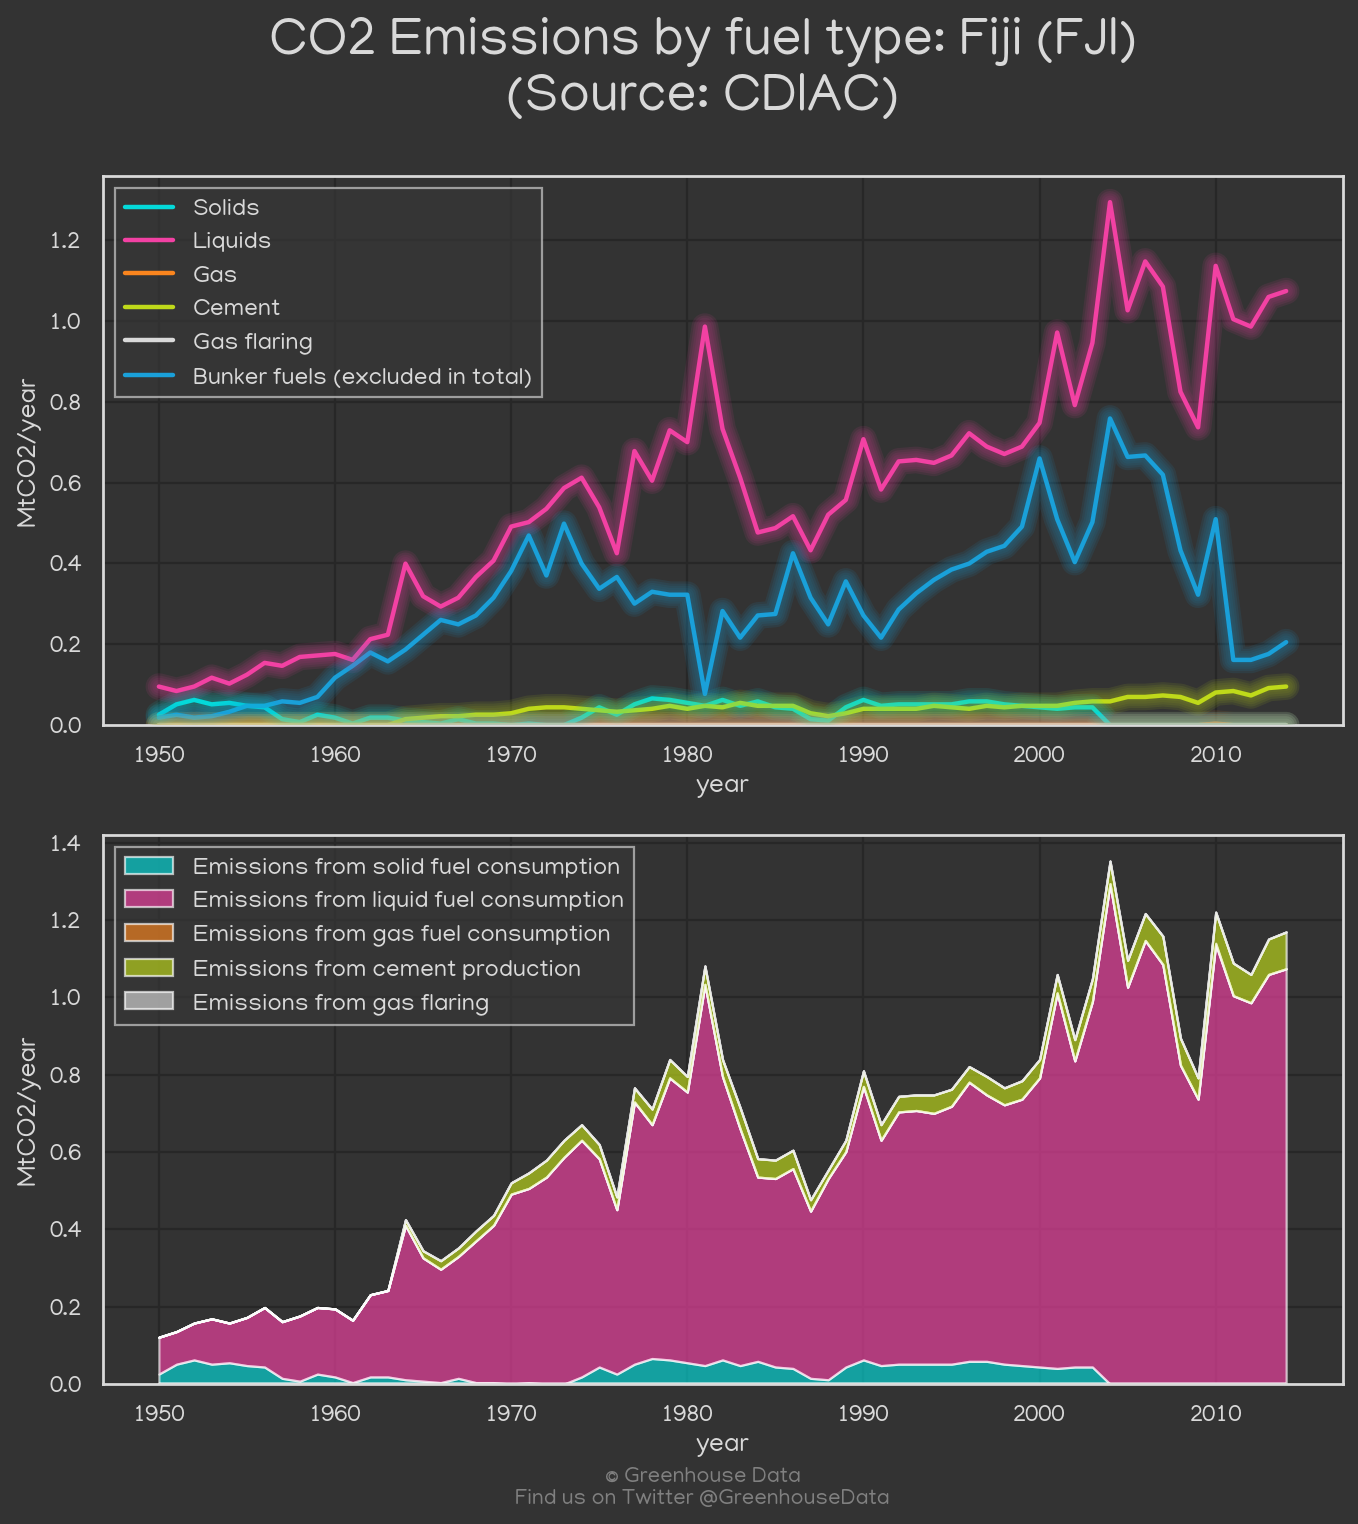 CO2 Emissions by fuel type: Fiji (FJI)
(Source: CDIAC)
Solids
Liquids
Gas
Cement
Gas flaring
Bunker fuels (excluded in total)
MtCO2/year
1.2
1.0
0.8
0.6
0.4
0.2
0.0
1950 1960 1970 1980 1990 2000 2010
year
Emissions from solid fuel consumption
Emissions from liquid fuel consumption
Emissions from gas fuel consumption
Emissions from cement production
Emissions from gas flaring
MtCO2/year
1.4
1.2
1.0
0.8
0.6
0.4
0.2
0.0
1950 1960 1970 1980 1990 2000 2010
year
© Greenhouse Data
Find us on Twitter @GreenhouseData